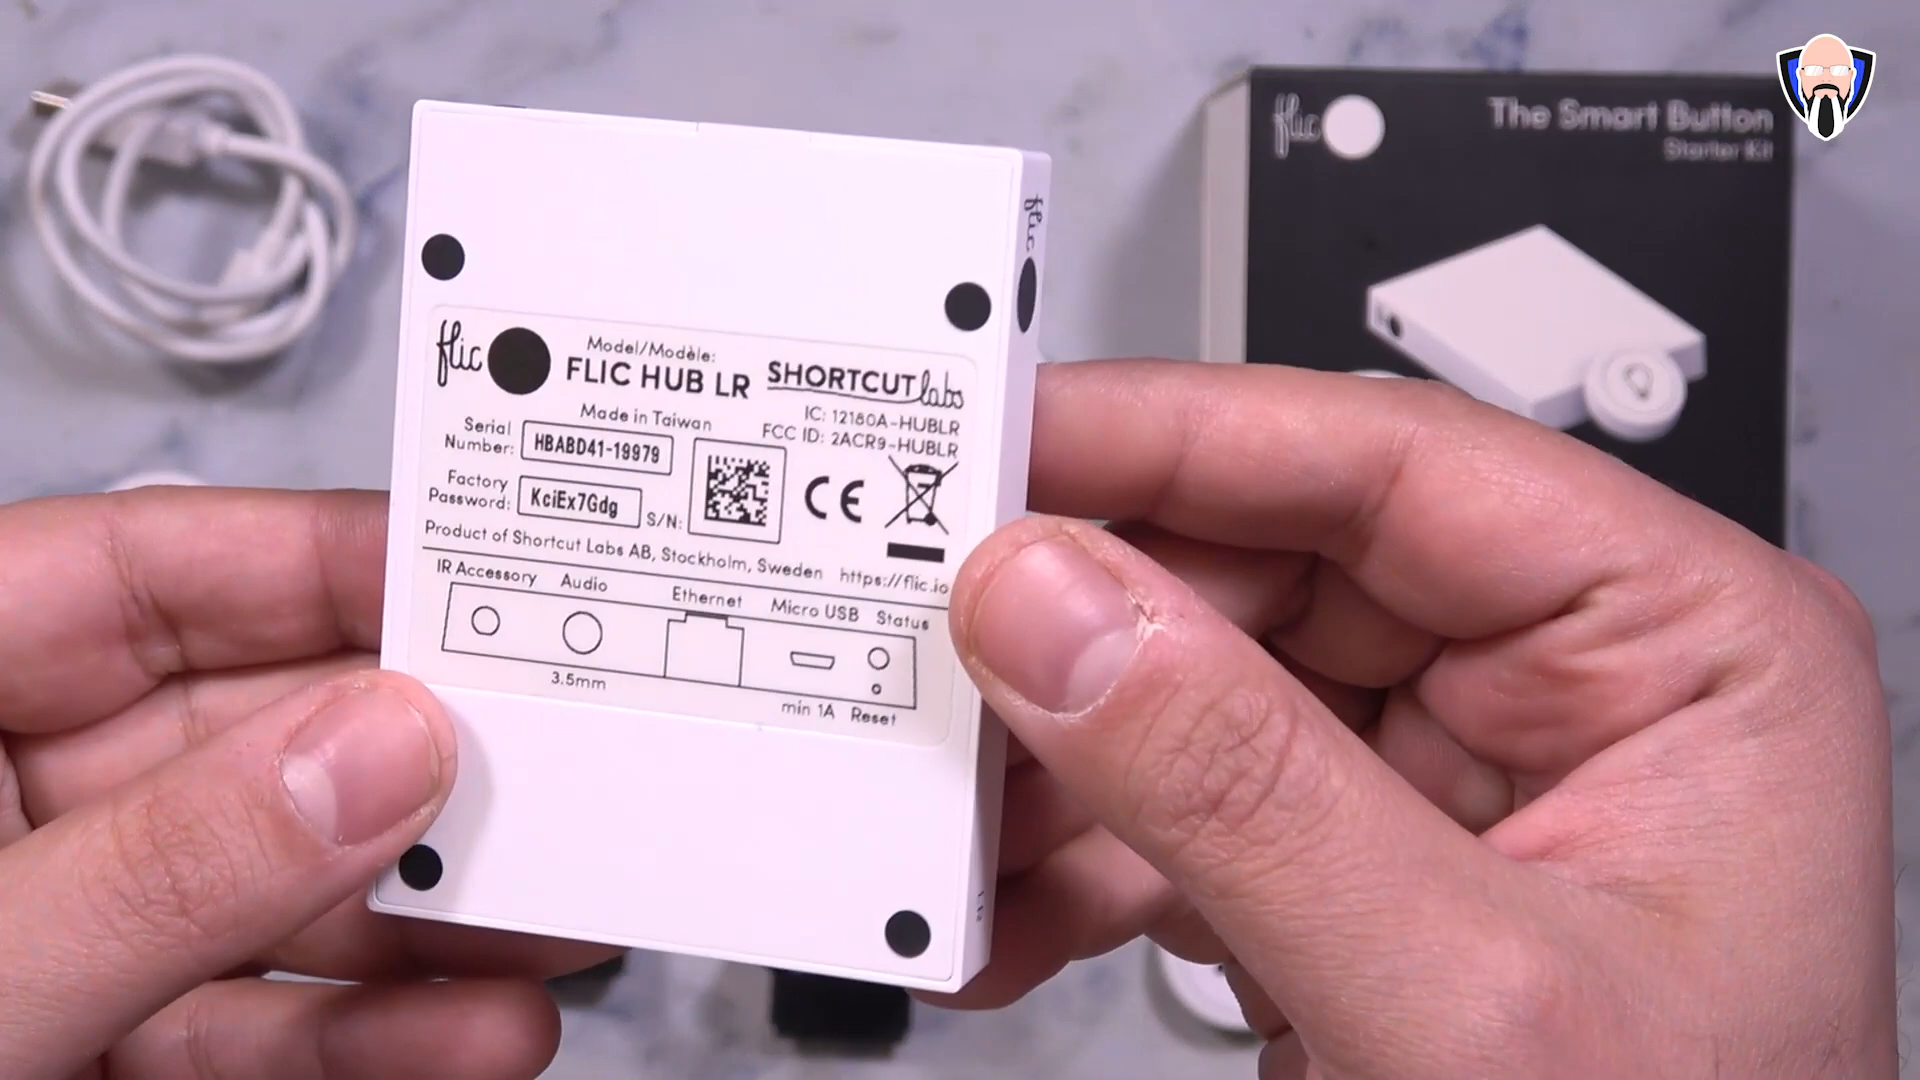 flic
The Smart Button
Starter Kit
flic
flic
Model/Modèle:
FLIC HUB LR
SHORTCUT labs
Made in Taiwan
IC: 12180A-HUBLR
FCC ID: 2ACR9-HUBLR
Serial Number: HBABD41-19979
Factory Password: KciEx7Gdg
S/N:
CE
Product of Shortcut Labs AB, Stockholm, Sweden https://flic.io
IR Accessory Audio Ethernet Micro USB Status
3.5mm
min 1A Reset